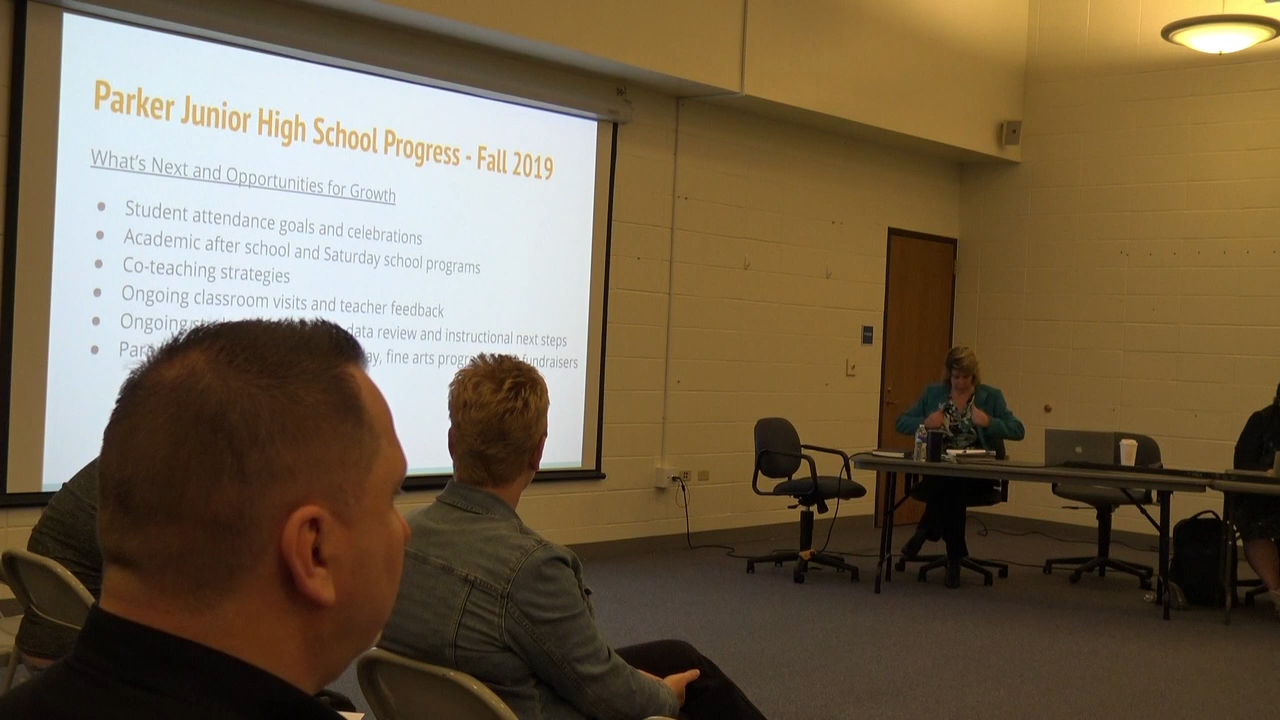 Parker Junior High School Progress - Fall 2019
What's Next and Opportunities for Growth
Student attendance goals and celebrations
Academic after school and Saturday school programs
Co-teaching strategies
Ongoing classroom visits and teacher feedback
Ongoing data review and instructional next steps
fine arts fundraisers